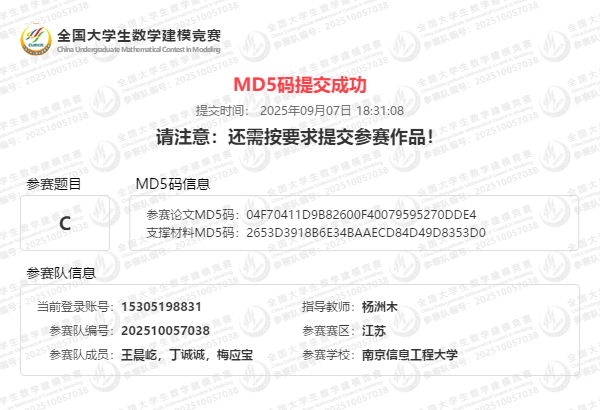 全国大学生数学建模竞赛
China Undergraduate Mathematical Contest in Modeling
MD5码提交成功
提交时间： 2025年09月07日 18:31:08
请注意：还需按要求提交参赛作品！
参赛题目
MD5码信息
C
参赛论文MD5码：04F70411D9B82600F40079595270DDE4
支撑材料MD5码：2653D3918B6E34BAAECD84D49D8353D0
参赛队信息
当前登录账号：15305198831
指导教师：杨洲木
参赛队编号：202510057038
参赛赛区：江苏
参赛队成员：王晨屹，丁诚诚，梅应宝
参赛学校：南京信息工程大学